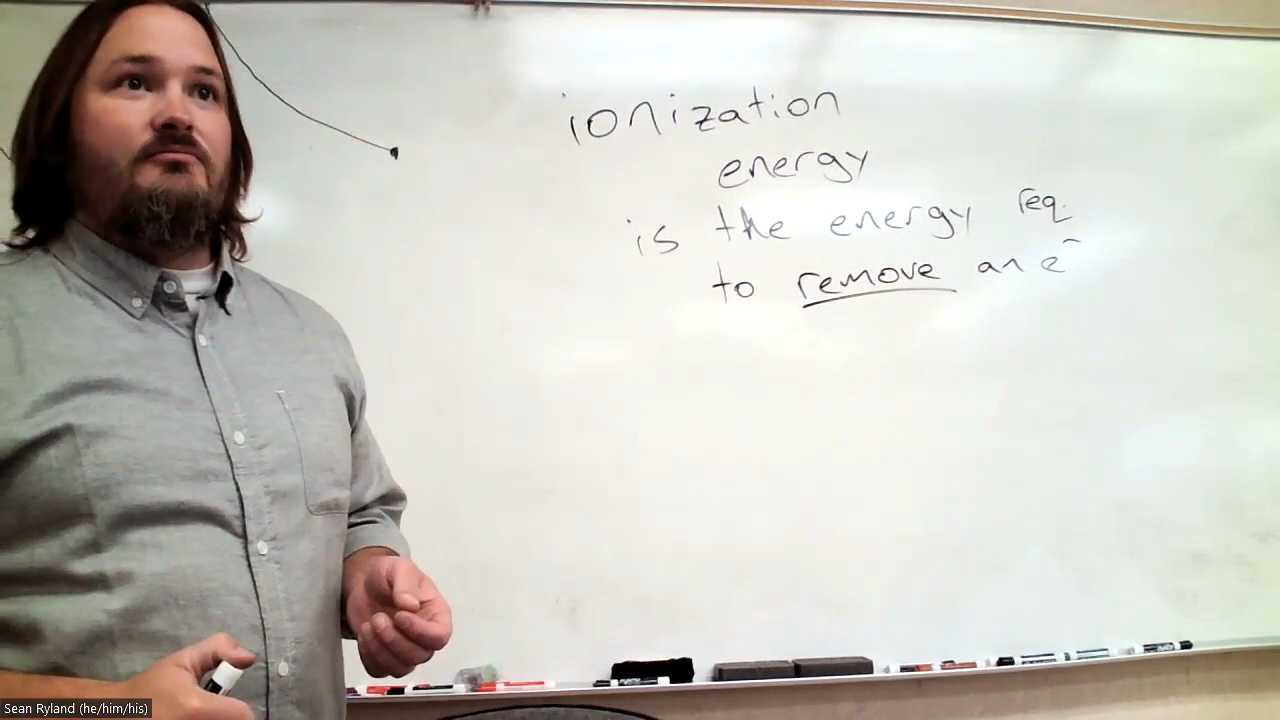 ionization
energy
is the energy req.
to remove an e⁻
Sean Ryland (he/him/his)